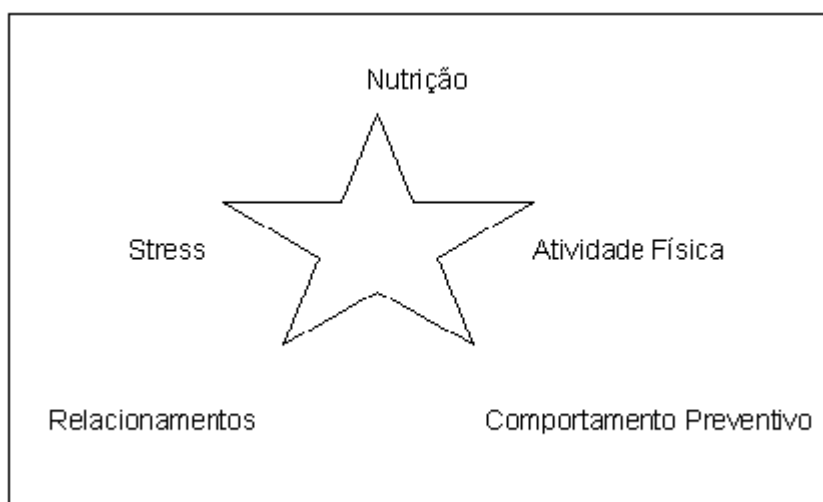 Nutrição
Stress
Atividade Física
Relacionamentos
Comportamento Preventivo